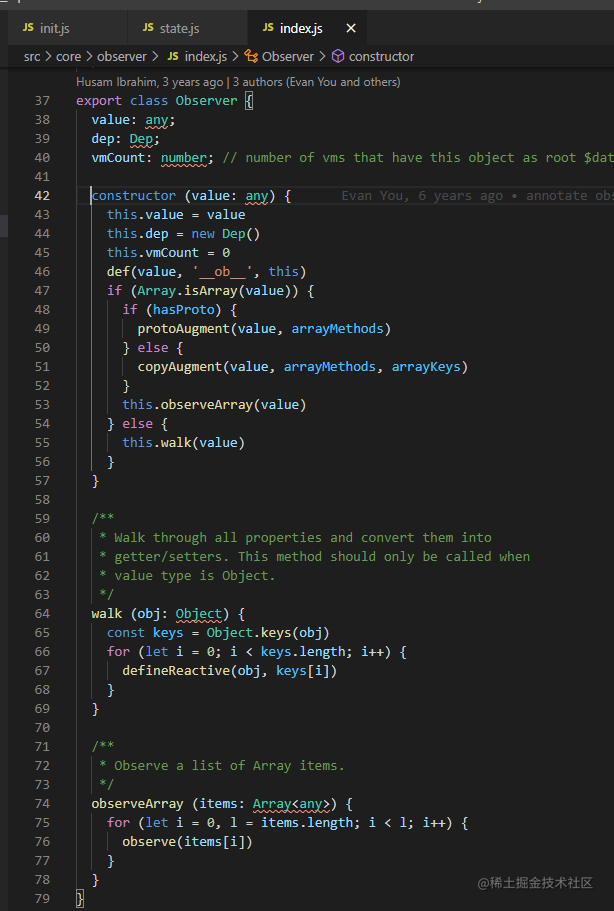 JS init.js JS state.js JS index.js ×
src > core > observer > JS index.js > Observer > constructor
Husam Ibrahim, 3 years ago | 3 authors (Evan You and others)
37 export class Observer {
38 value: any;
39 dep: Dep;
40 vmCount: number; // number of vms that have this object as root $dat
41
42 constructor (value: any) { Evan You, 6 years ago • annotate obs
43 this.value = value
44 this.dep = new Dep()
45 this.vmCount = 0
46 def(value, '__ob__', this)
47 if (Array.isArray(value)) {
48 if (hasProto) {
49 protoAugment(value, arrayMethods)
50 } else {
51 copyAugment(value, arrayMethods, arrayKeys)
52 }
53 this.observeArray(value)
54 } else {
55 this.walk(value)
56 }
57 }
58
59 /**
60 * Walk through all properties and convert them into
61 * getter/setters. This method should only be called when
62 * value type is Object.
63 */
64 walk (obj: Object) {
65 const keys = Object.keys(obj)
66 for (let i = 0; i < keys.length; i++) {
67 defineReactive(obj, keys[i])
68 }
69 }
70
71 /**
72 * Observe a list of Array items.
73 */
74 observeArray (items: Array<any>) {
75 for (let i = 0, l = items.length; i < l; i++) {
76 observe(items[i])
77 }
78 }
79 }
@稀土掘金技术社区